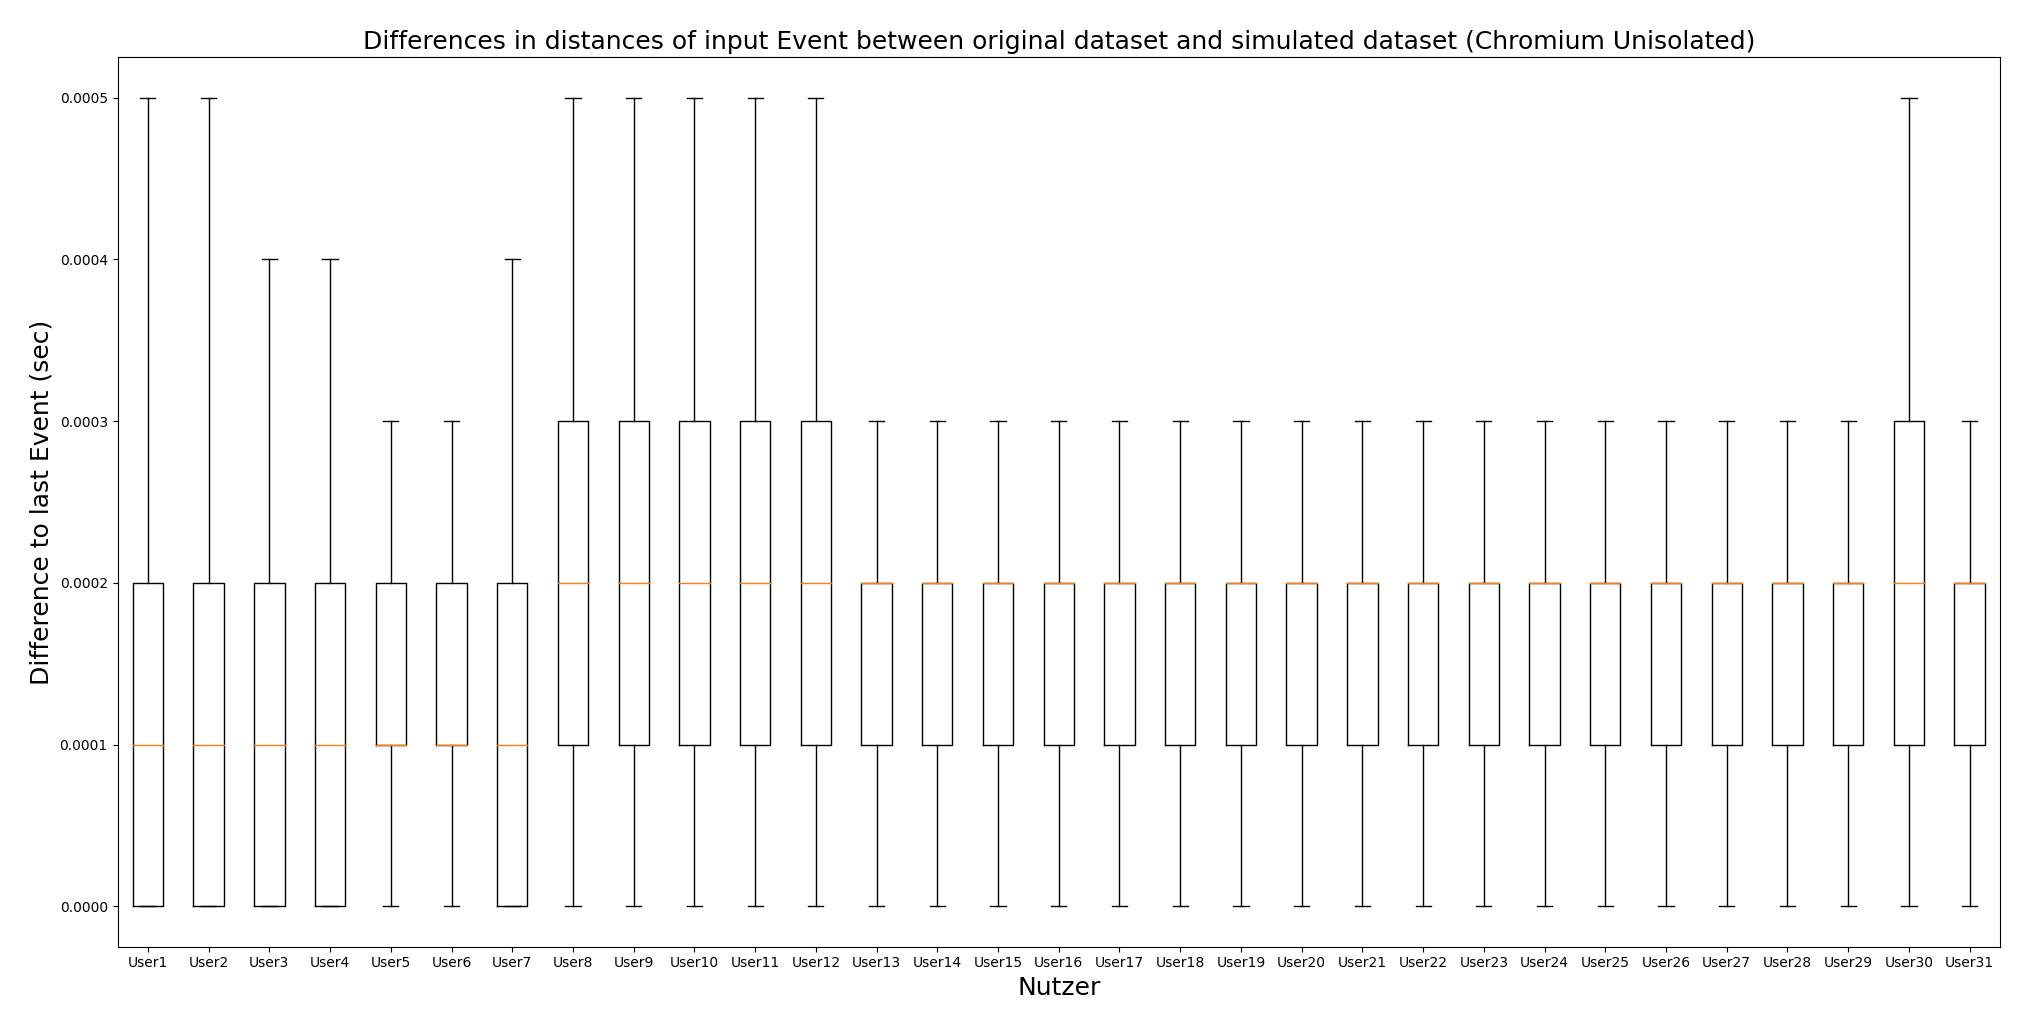 Differences in distances of input Event between original dataset and simulated dataset (Chromium Unisolated)
Difference to last Event (sec)
0.0005
0.0004
0.0003
0.0002
0.0001
0.0000
User1 User2 User3 User4 User5 User6 User7 User8 User9 User10 User11 User12 User13 User14 User15 User16 User17 User18 User19 User20 User21 User22 User23 User24 User25 User26 User27 User28 User29 User30 User31
Nutzer